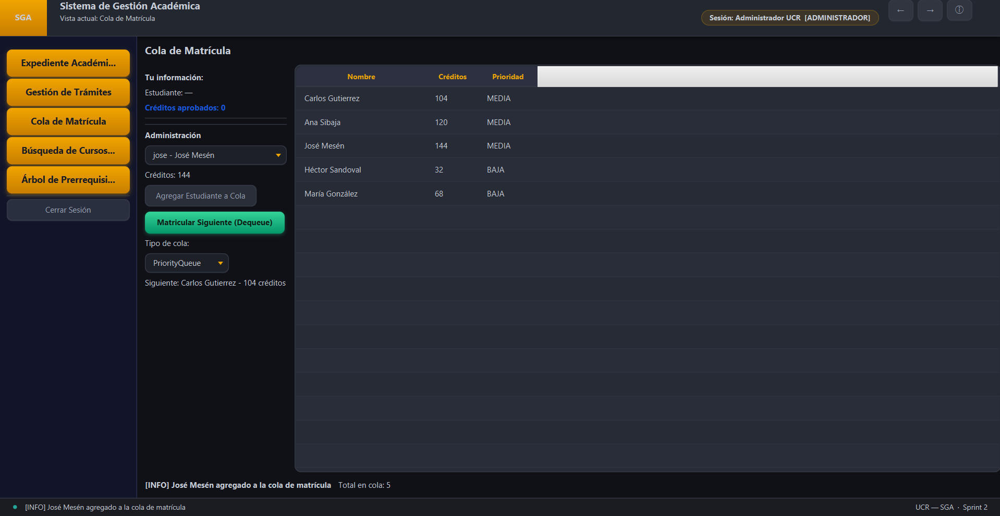 SGA
Sistema de Gestión Académica
Vista actual: Cola de Matrícula
Sesión: Administrador UCR [ADMINISTRADOR]
← → ⓘ
Expediente Académi...
Gestión de Trámites
Cola de Matrícula
Búsqueda de Cursos...
Árbol de Prerrequisi...
Cerrar Sesión
Cola de Matrícula
Tu información:
Estudiante: —
Créditos aprobados: 0
Administración
jose - José Mesén
Créditos: 144
Agregar Estudiante a Cola
Matricular Siguiente (Dequeue)
Tipo de cola:
PriorityQueue
Siguiente: Carlos Gutierrez - 104 créditos
Nombre Créditos Prioridad
Carlos Gutierrez 104 MEDIA
Ana Sibaja 120 MEDIA
José Mesén 144 MEDIA
Héctor Sandoval 32 BAJA
María González 68 BAJA
[INFO] José Mesén agregado a la cola de matrícula Total en cola: 5
[INFO] José Mesén agregado a la cola de matrícula
UCR — SGA · Sprint 2